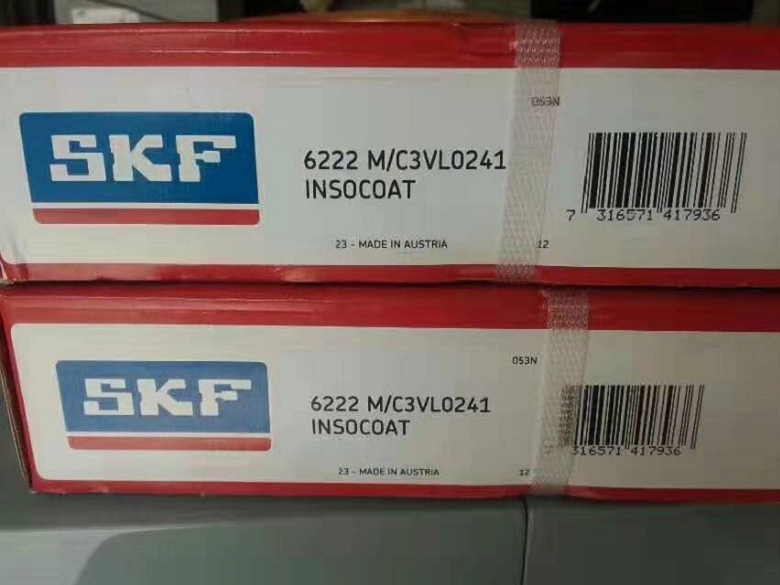 053N
SKF
6222 M/C3VL0241
INSOCOAT
7 316571 417936
23 - MADE IN AUSTRIA
12
053N
SKF
6222 M/C3VL0241
INSOCOAT
316571 417936
23 - MADE IN AUSTRIA
12